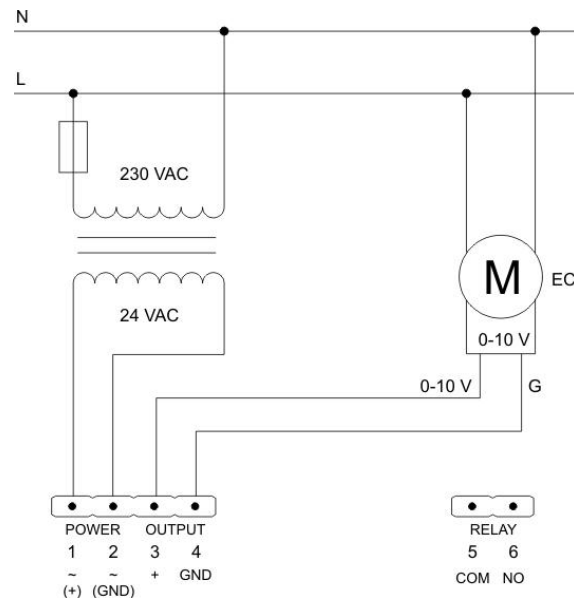 N
L
230 VAC
24 VAC
M
EC
0-10 V
0-10 V G
POWER OUTPUT RELAY
1 2 3 4 5 6
~ ~ + GND COM NO
(+) (GND)